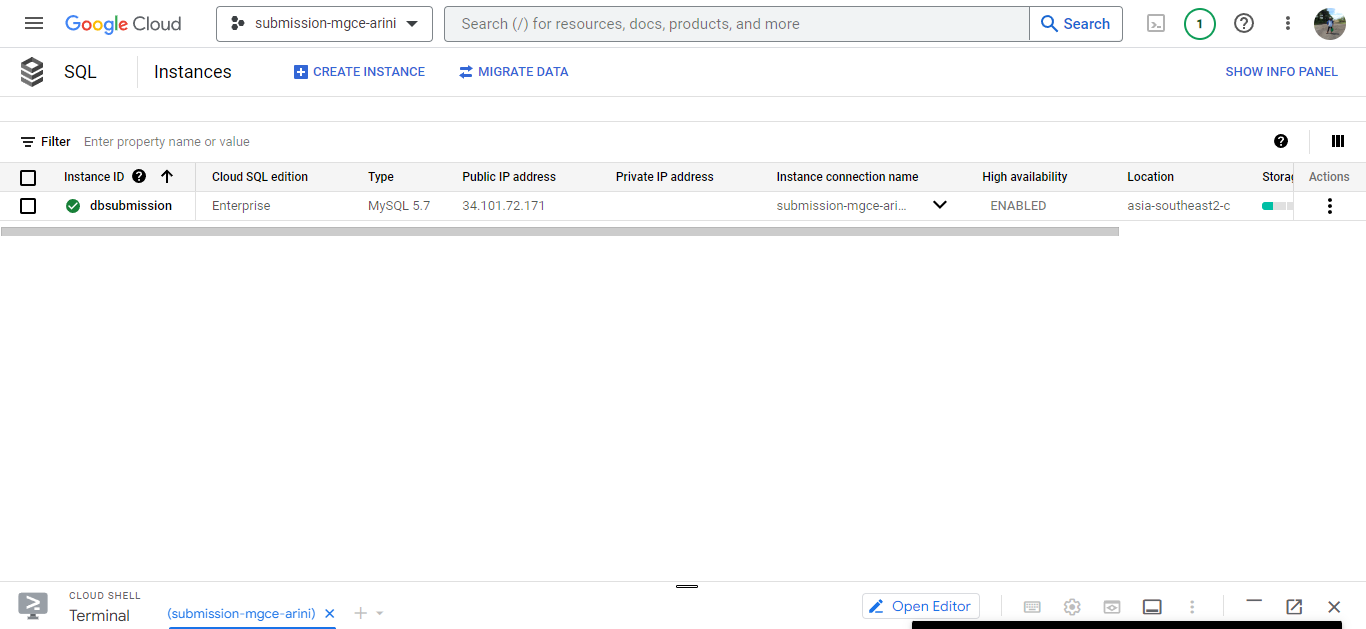 Google Cloud submission-mgce-arini Search (/) for resources, docs, products, and more Search 1
SQL Instances CREATE INSTANCE MIGRATE DATA SHOW INFO PANEL
Filter Enter property name or value
Instance ID Cloud SQL edition Type Public IP address Private IP address Instance connection name High availability Location Storag Actions
dbsubmission Enterprise MySQL 5.7 34.101.72.171 submission-mgce-ari... ENABLED asia-southeast2-c
CLOUD SHELL
Terminal (submission-mgce-arini) Open Editor